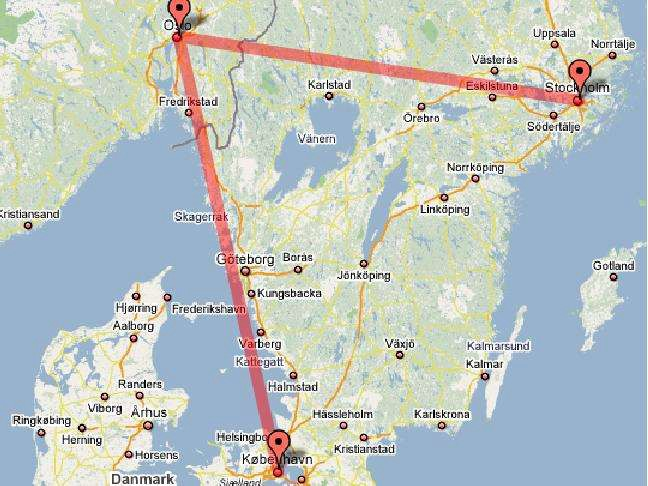 Oslo
Uppsala
Norrtälje
Västerås
Stockholm
Karlstad
Eskilstuna
Fredrikstad
Örebro
Södertälje
Vänern
Norrköping
Linköping
Kristiansand
Skagerrak
Göteborg
Borås
Jönköping
Gotland
Kungsbacka
Hjørring
Frederikshavn
Aalborg
Varberg
Växjö
Kalmarsund
Kattegatt
Kalmar
Randers
Halmstad
Viborg
Århus
Hässleholm
Karlskrona
Ringkøbing
Herning
Helsingbo
Kristianstad
Horsens
København
Danmark
Sjælland